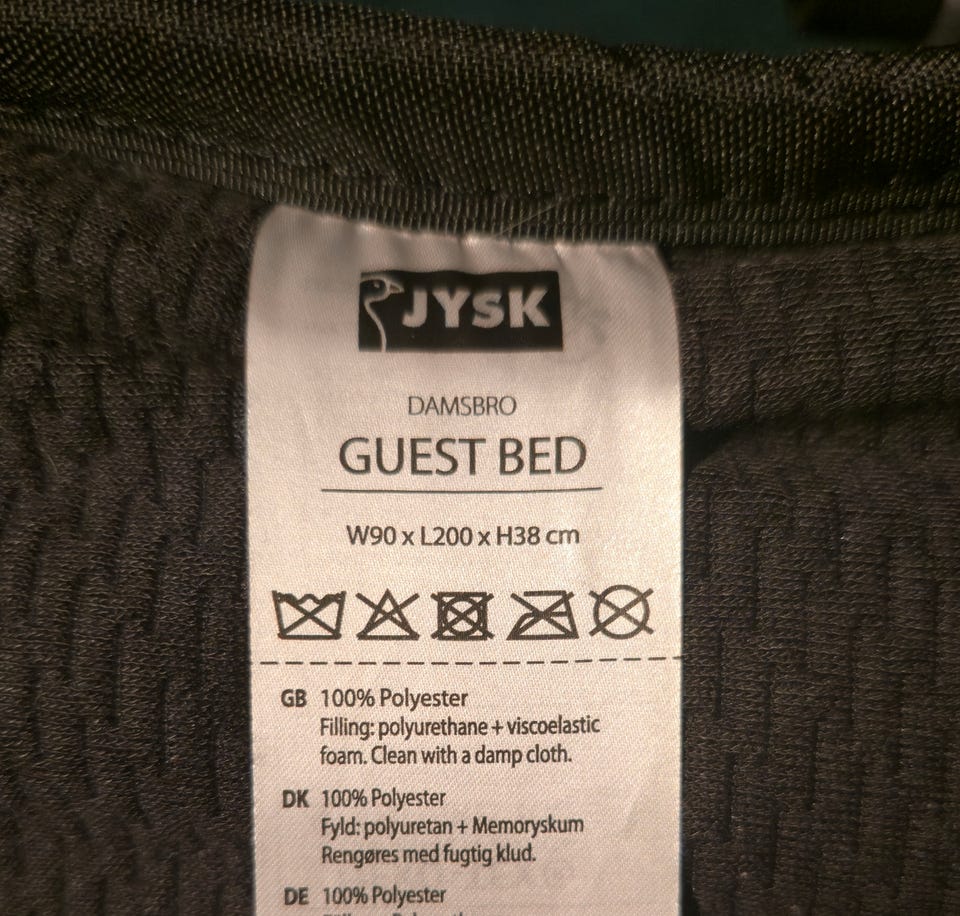 JYSK
DAMSBRO
GUEST BED
W90 x L200 x H38 cm
GB 100% Polyester
Filling: polyurethane + viscoelastic
foam. Clean with a damp cloth.
DK 100% Polyester
Fyld: polyuretan + Memoryskum
Rengøres med fugtig klud.
DE 100% Polyester